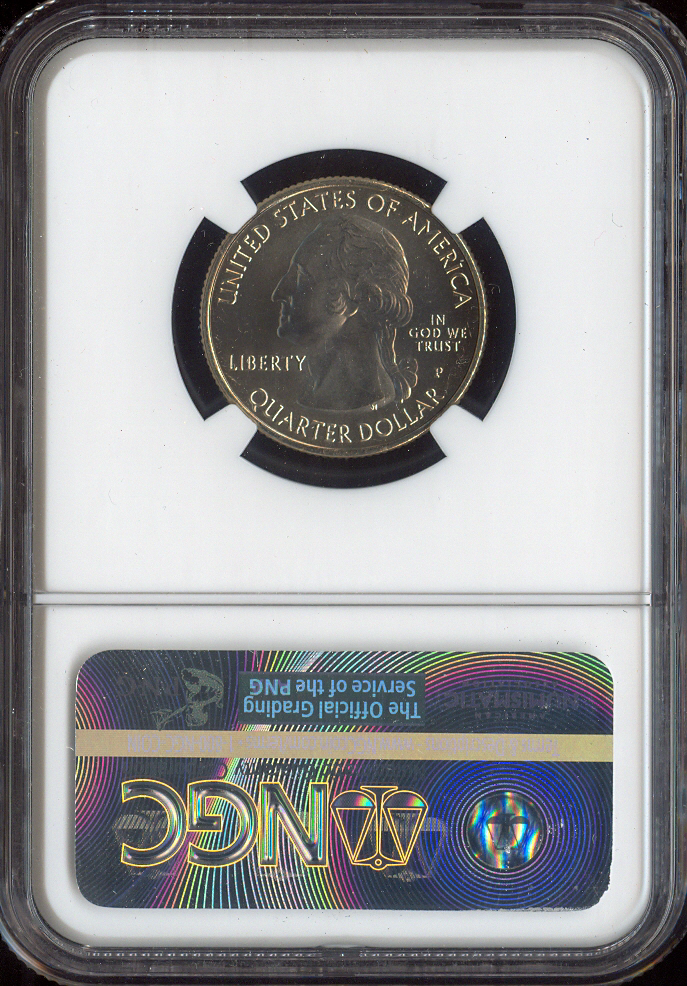 UNITED STATES OF AMERICA
IN
GOD WE
TRUST
LIBERTY
P
QUARTER DOLLAR
The Official Grading
Service of the PNG
NGC